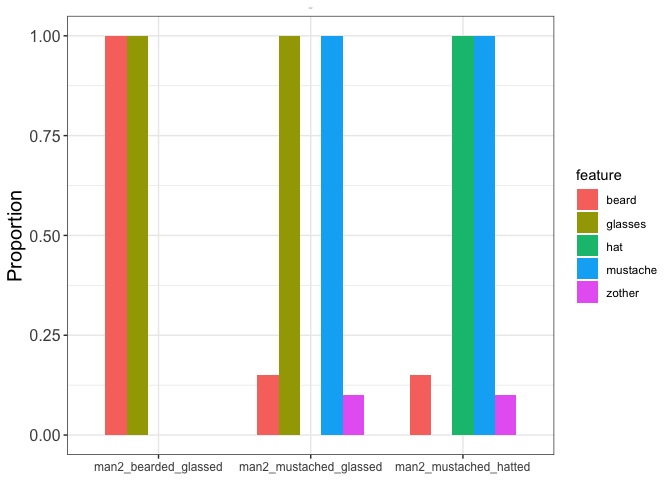 1.00
0.75
0.50
0.25
0.00
Proportion
man2_bearded_glassed
man2_mustached_glassed
man2_mustached_hatted
feature
beard
glasses
hat
mustache
zother